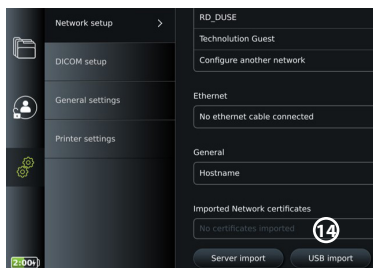 Network setup >
DICOM setup
General settings
Printer settings
2:00h
RD_DUSE
Technolution Guest
Configure another network
Ethernet
No ethernet cable connected
General
Hostname
Imported Network certificates
No certificates imported
14
Server import
USB import